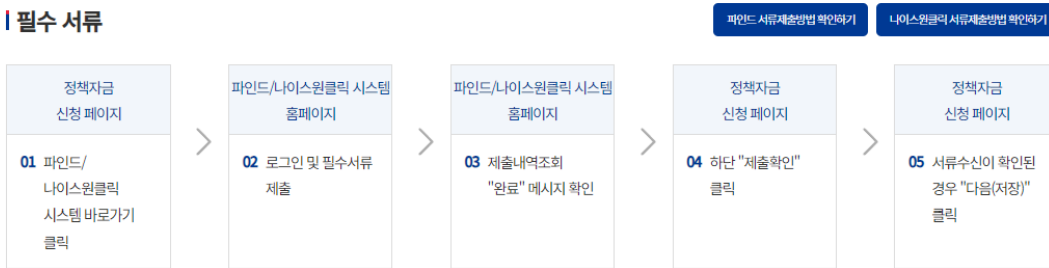 필수 서류
파인드 서류제출방법 확인하기
나이스원클릭 서류제출방법 확인하기
정책자금
신청 페이지
01 파인드/
나이스원클릭
시스템 바로가기
클릭
파인드/나이스원클릭 시스템
홈페이지
02 로그인 및 필수서류
제출
파인드/나이스원클릭 시스템
홈페이지
03 제출내역조회
"완료" 메시지 확인
정책자금
신청 페이지
04 하단 "제출확인"
클릭
정책자금
신청 페이지
05 서류수신이 확인된
경우 "다음(저장)"
클릭